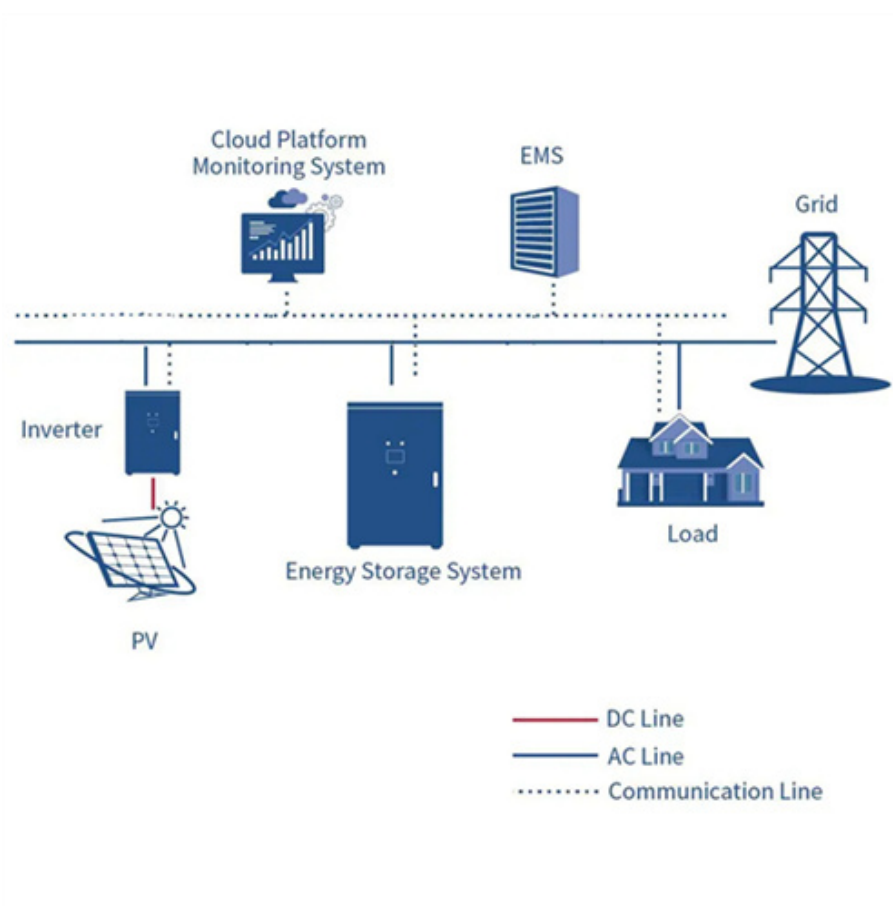 Cloud Platform
Monitoring System
EMS
Grid
Inverter
Load
Energy Storage System
PV
DC Line
AC Line
Communication Line